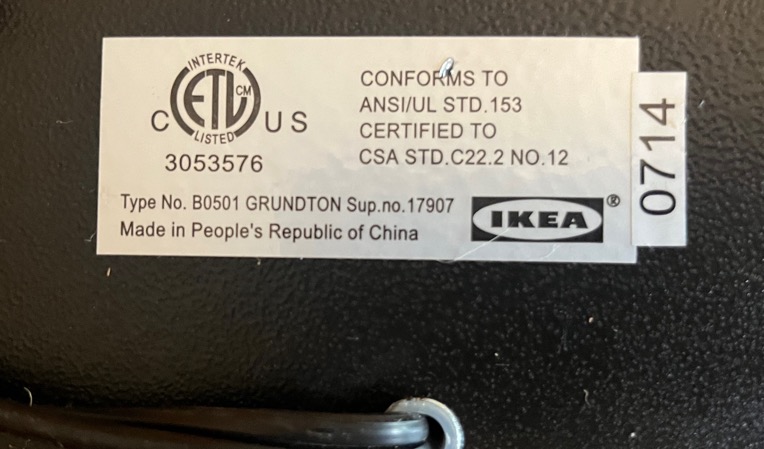 INTERTEK
C ETL CM US
LISTED
3053576
CONFORMS TO
ANSI/UL STD.153
CERTIFIED TO
CSA STD.C22.2 NO.12
Type No. B0501 GRUNDTON Sup.no.17907
Made in People's Republic of China
IKEA®
0714